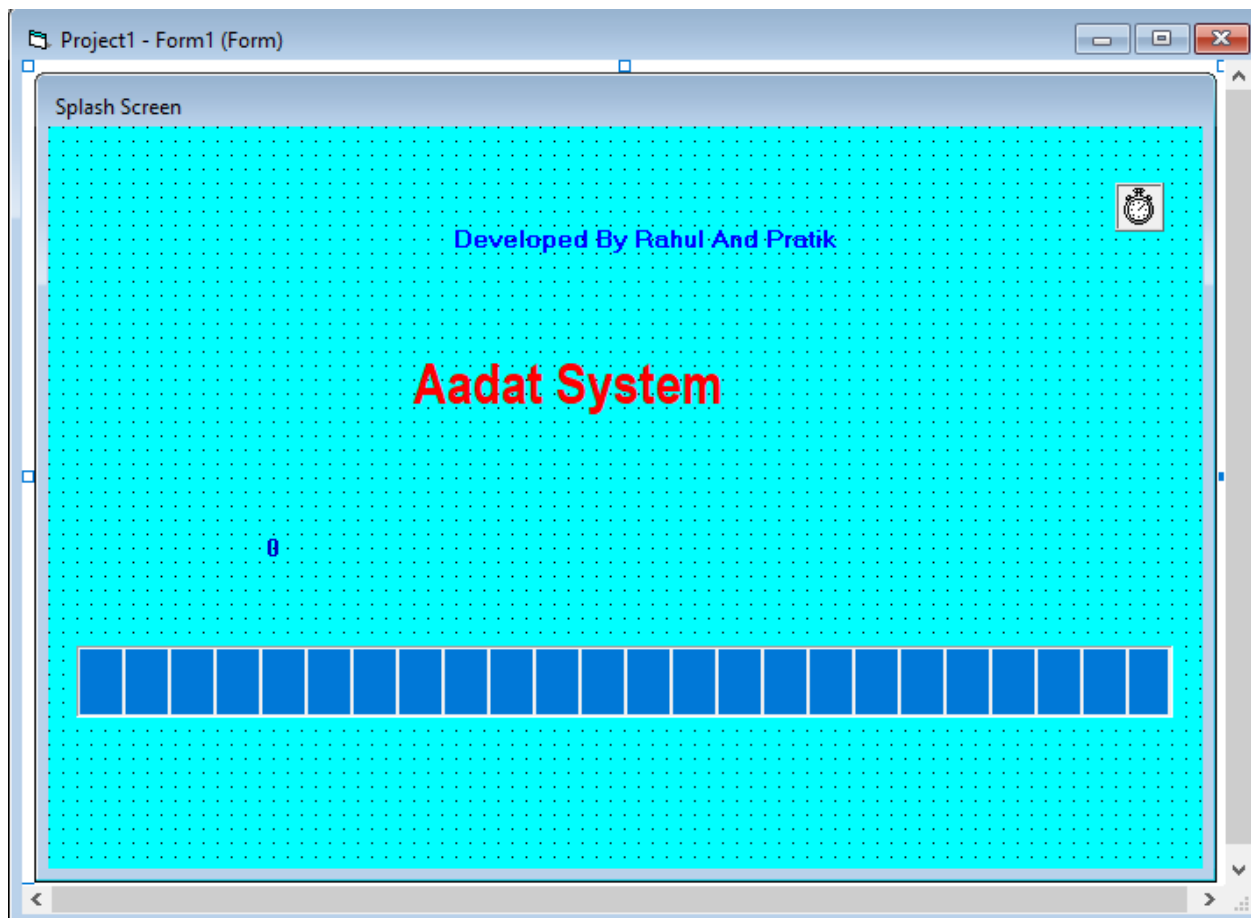 Project1 - Form1 (Form)
Splash Screen
Developed By Rahul And Pratik
Aadat System
0